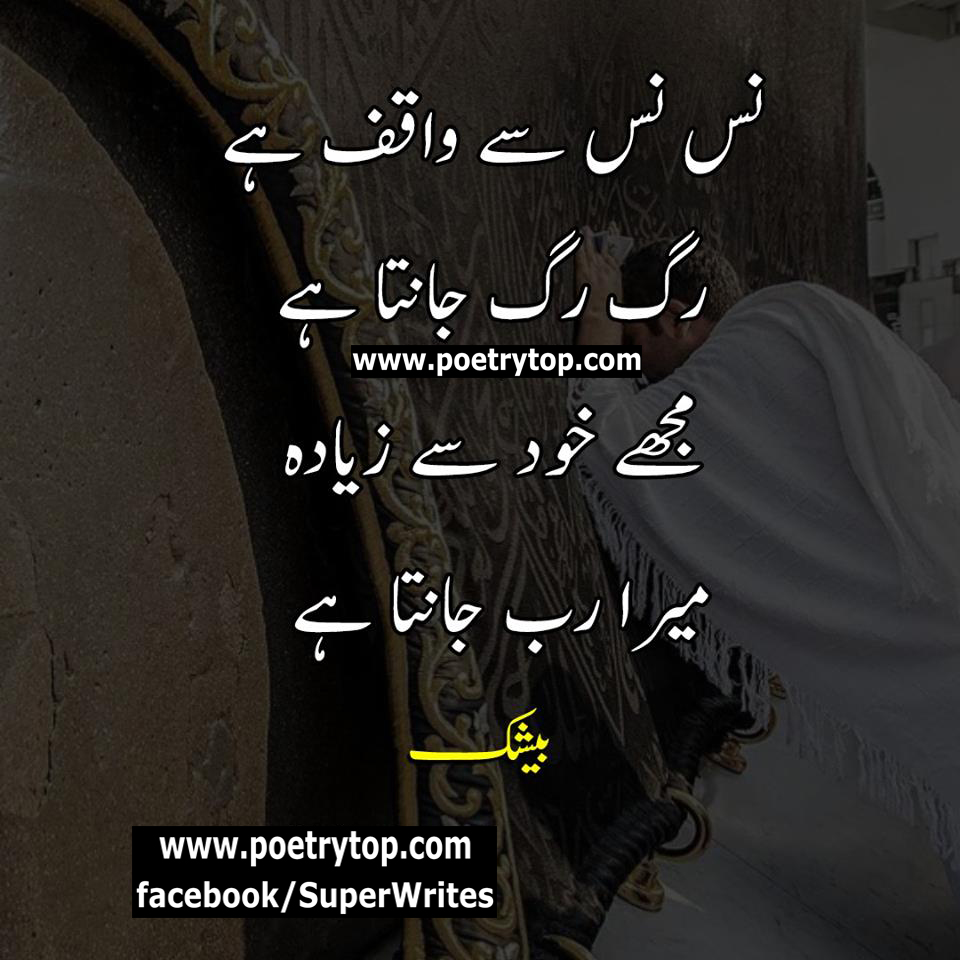 نس نس سے واقف ہے
رگ رگ جانتا ہے
www.poetrytop.com
مجھے خود سے زیادہ
میرا رب جانتا ہے
بیشک
www.poetrytop.com
facebook/SuperWrites